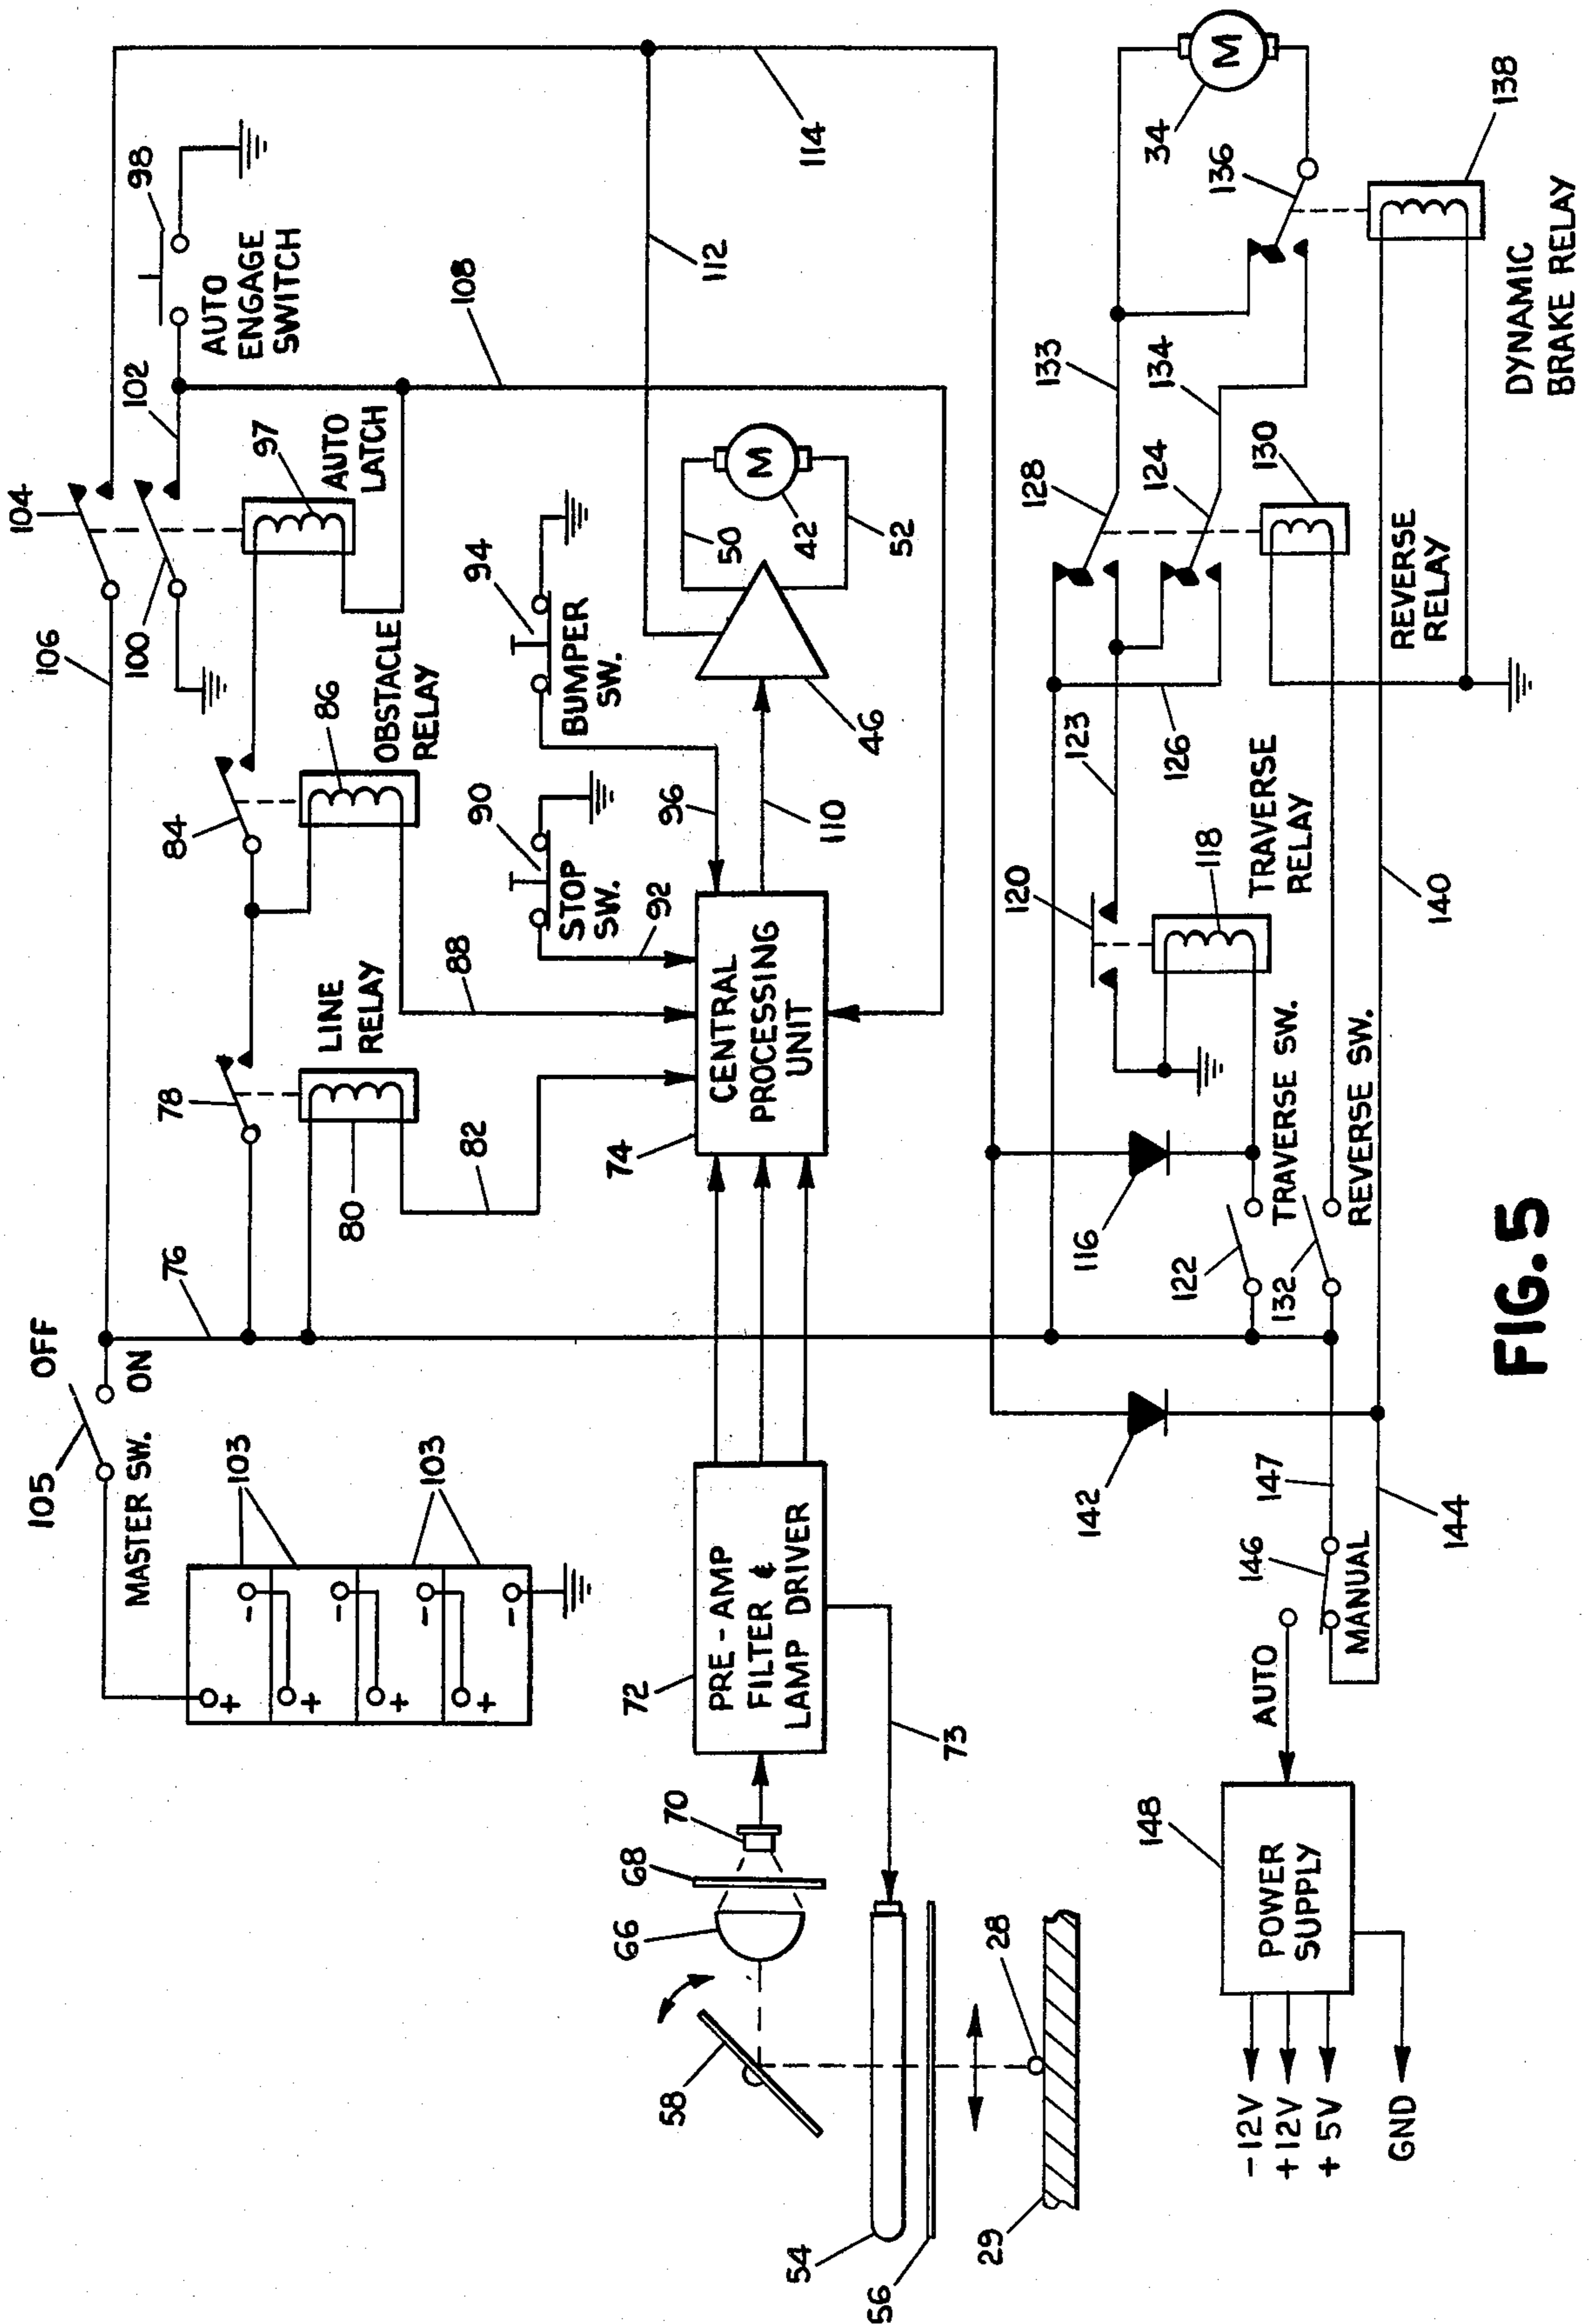 105
OFF
MASTER SW. ON
103
103
76
106
104
102
98
AUTO
ENGAGE
SWITCH
100
78
LINE
RELAY
80
82
84
86
OBSTACLE
RELAY
88
97
AUTO
LATCH
108
90
STOP
SW.
92
94
BUMPER
SW.
96
72
PRE-AMP
FILTER &
LAMP DRIVER
73
74
CENTRAL
PROCESSING
UNIT
110
46
50
M
42
52
112
114
70
68
66
58
54
56
28
29
142
116
122
TRAVERSE SW.
132
REVERSE SW.
120
118
TRAVERSE
RELAY
123
126
128
124
130
REVERSE
RELAY
133
134
34
M
136
138
DYNAMIC
BRAKE RELAY
140
144
147
146
MANUAL
AUTO
148
POWER
SUPPLY
-12V
+12V
+5V
GND
-
+
-
+
-
+
-
+
FIG. 5